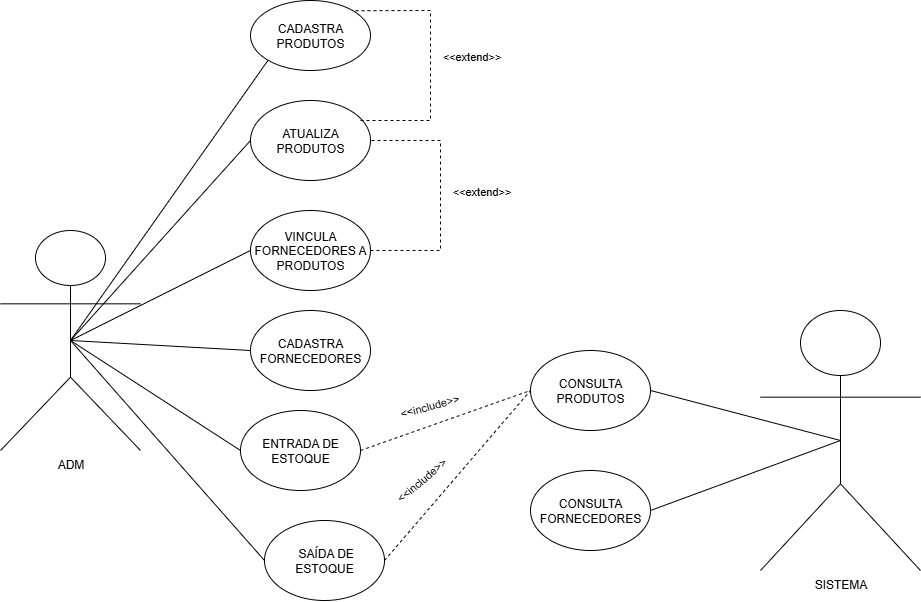 CADASTRA
PRODUTOS
<<extend>>
ATUALIZA
PRODUTOS
<<extend>>
VINCULA
FORNECEDORES A
PRODUTOS
CADASTRA
FORNECEDORES
CONSULTA
PRODUTOS
<<include>>
ENTRADA DE
ESTOQUE
ADM
<<include>>
CONSULTA
FORNECEDORES
SAÍDA DE
ESTOQUE
SISTEMA